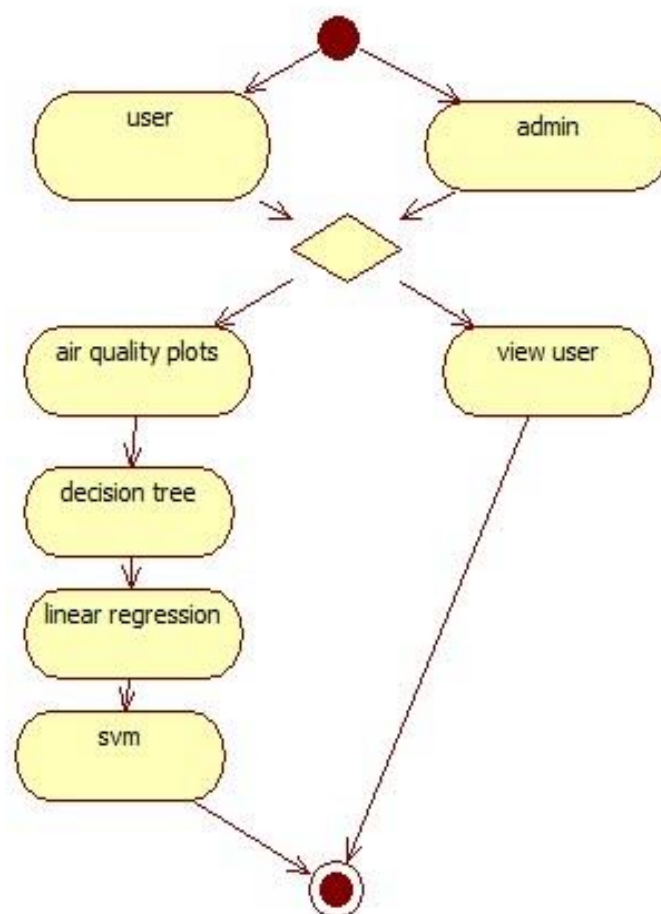 user
admin
air quality plots
view user
decision tree
linear regression
svm